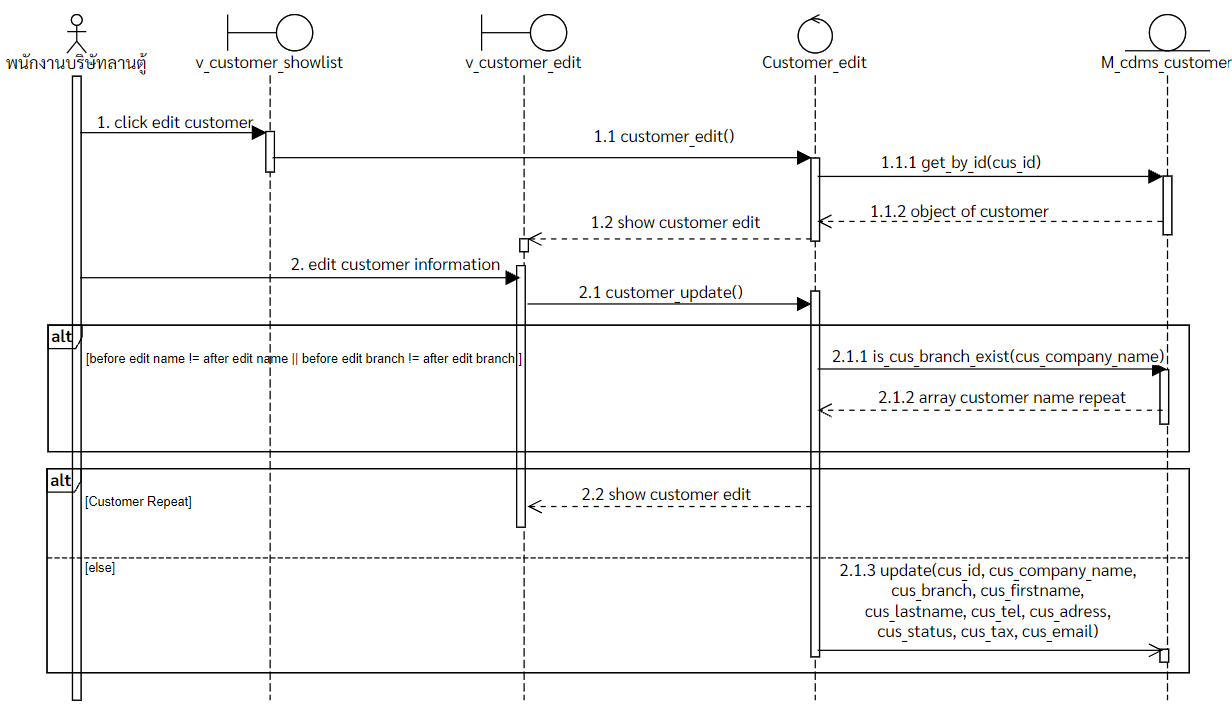 พนักงานบริษัทลานตู้
v_customer_showlist
v_customer_edit
Customer_edit
M_cdms_customer
1. click edit customer
1.1 customer_edit()
1.1.1 get_by_id(cus_id)
1.1.2 object of customer
1.2 show customer edit
2. edit customer information
2.1 customer_update()
alt
[before edit name != after edit name || before edit branch != after edit branch ]
2.1.1 is_cus_branch_exist(cus_company_name)
2.1.2 array customer name repeat
alt
[Customer Repeat]
2.2 show customer edit
[else]
2.1.3 update(cus_id, cus_company_name,
cus_branch, cus_firstname,
cus_lastname, cus_tel, cus_adress,
cus_status, cus_tax, cus_email)